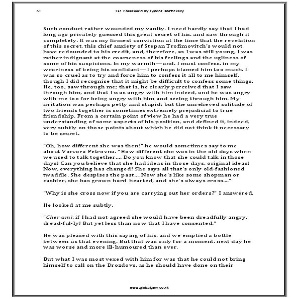 Such conduct rather wounded my vanity. I need hardly say that I had
long ago privately guessed this great secret of his, and saw through it
completely. It was my firmest conviction at the time that the revelation
of this secret, this chief anxiety of Stepan Trofimovitch's would not
have redounded to his credit, and, therefore, as I was still young, I was
rather indignant at the coarseness of his feelings and the ugliness of
some of his suspicions. In my warmth—and, I must confess, in my
weariness of being his confidant—I perhaps blamed him too much. I
was so cruel as to try and force him to confess it all to me himself,
though I did recognise that it might be difficult to confess some things.
He, too, saw through me; that is, he clearly perceived that I saw
through him, and that I was angry with him indeed, and he was angry
with me too for being angry with him and seeing through him. My
irritation was perhaps petty and stupid; but the unrelieved solitude of
two friends together is sometimes extremely prejudicial to true
friendship. From a certain point of view he had a very true
understanding of some aspects of his position, and defined it, indeed,
very subtly on those points about which he did not think it necessary
to be secret.
"Oh, how different she was then!" he would sometimes say to me
about Varvara Petrovna. "How different she was in the old days when
we used to talk together.... Do you know that she could talk in those
days! Can you believe that she had ideas in those days, original ideas!
Now, everything has changed! She says all that's only old-fashioned
twaddle. She despises the past.... Now she's like some shopman or
cashier, she has grown hard-hearted, and she's always cross...."
"Why is she cross now if you are carrying out her orders?" I answered.
He looked at me subtly.
"Cher ami; if I had not agreed she would have been dreadfully angry,
dread-ful-ly! But yet less than now that I have consented."
He was pleased with this saying of his, and we emptied a bottle
between us that evening. But that was only for a moment, next day he
was worse and more ill-humoured than ever.
But what I was most vexed with him for was that he could not bring
himself to call on the Drozdovs, as he should have done on their